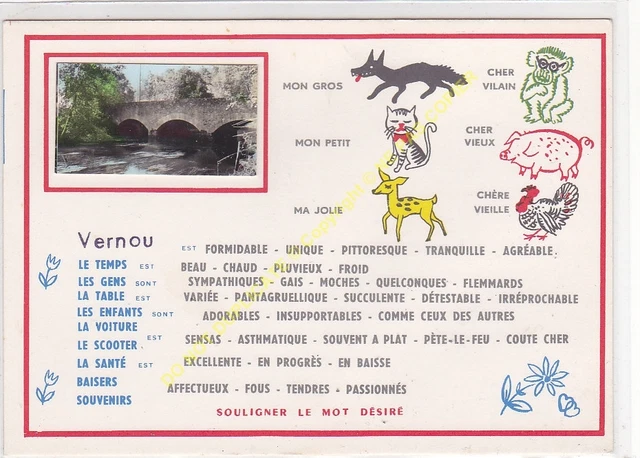 MON GROS
CHER VILAIN
MON PETIT
CHER VIEUX
MA JOLIE
CHÈRE VIEILLE
Vernou EST FORMIDABLE - UNIQUE - PITTORESQUE - TRANQUILLE - AGRÉABLE.
LE TEMPS EST BEAU - CHAUD - PLUVIEUX - FROID
LES GENS SONT SYMPATHIQUES - GAIS - MOCHES - QUELCONQUES - FLEMMARDS
LA TABLE EST VARIÉE - PANTAGRUELLIQUE - SUCCULENTE - DÉTESTABLE - IRRÉPROCHABLE
LES ENFANTS SONT ADORABLES - INSUPPORTABLES - COMME CEUX DES AUTRES
LA VOITURE
LE SCOOTER EST SENSAS - ASTHMATIQUE - SOUVENT A PLAT - PÈTE-LE-FEU - COUTE CHER
LA SANTÉ EST EXCELLENTE - EN PROGRÈS - EN BAISSE
BAISERS
SOUVENIRS AFFECTUEUX - FOUS - TENDRES - PASSIONNÉS
SOULIGNER LE MOT DÉSIRÉ